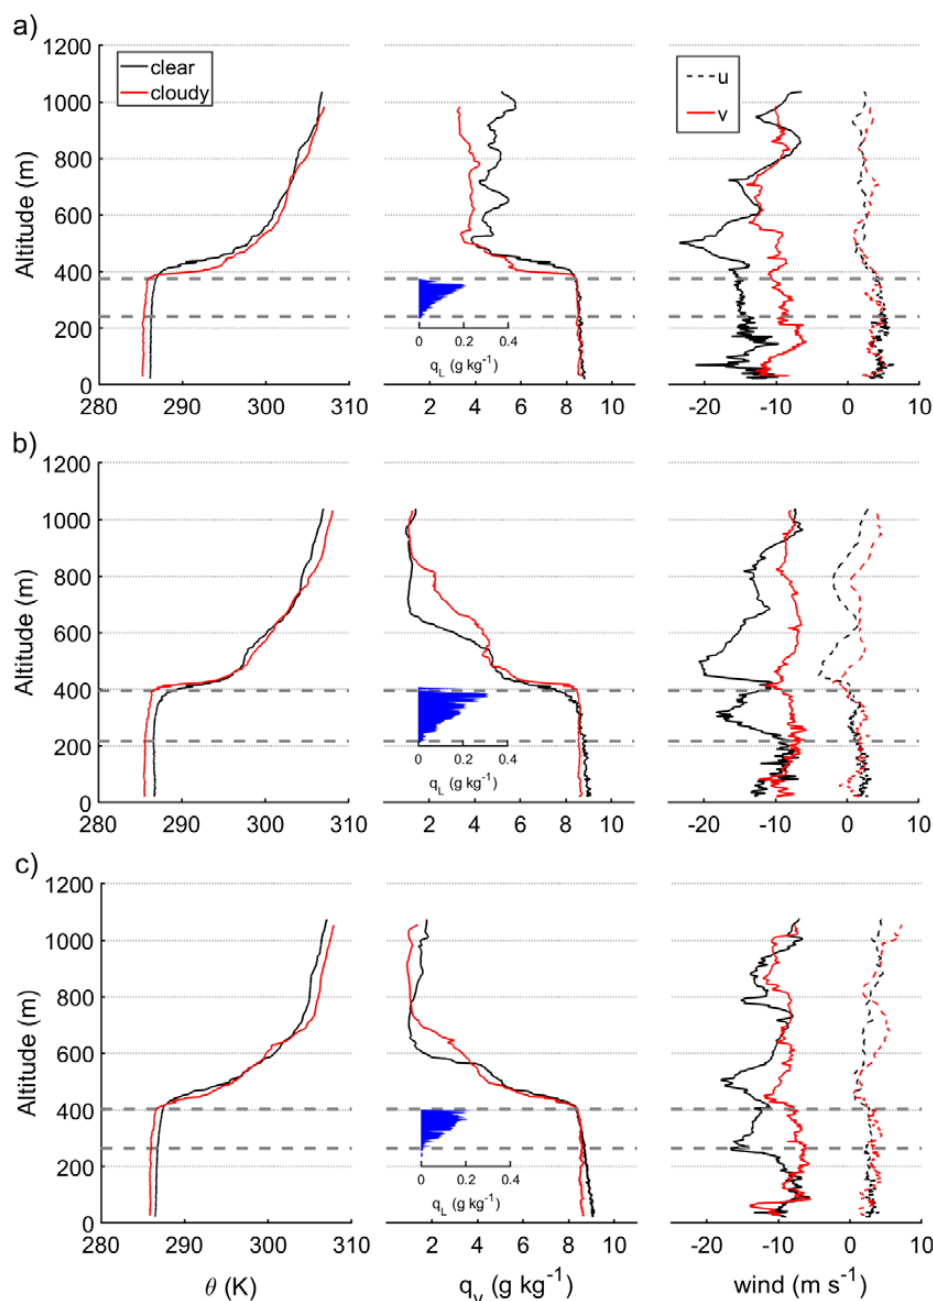 a)
1200
1000
800
600
400
200
0
Altitude (m)
clear
cloudy
u
v
0 0.2 0.4
q_L (g kg⁻¹)
280 290 300 310
2 4 6 8 10
-20 -10 0 10
b)
1200
1000
800
600
400
200
0
Altitude (m)
0 0.2 0.4
q_L (g kg⁻¹)
280 290 300 310
2 4 6 8 10
-20 -10 0 10
c)
1200
1000
800
600
400
200
0
Altitude (m)
0 0.2 0.4
q_L (g kg⁻¹)
280 290 300 310
2 4 6 8 10
-20 -10 0 10
θ (K)
q_v (g kg⁻¹)
wind (m s⁻¹)